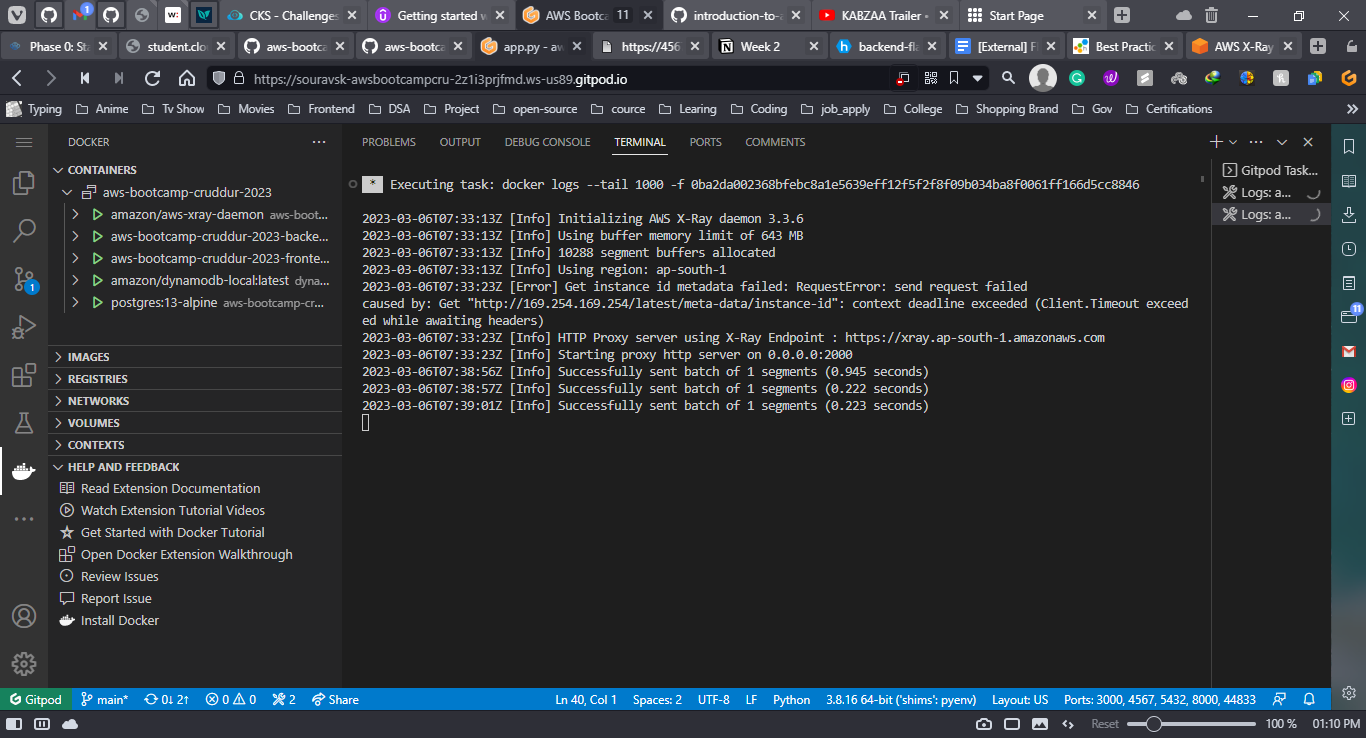 CKS - Challenges
Getting started w
AWS Bootc
11
introduction-to-a
KABZAA Trailer -
Start Page
1
w:
Phase 0: Sta
student.clo
aws-bootca
aws-bootca
app.py - aw
https://456
Week 2
backend-fla
[External] F
Best Practic
AWS X-Ray
https://souravsk-awsbootcampcru-2z1i3prjfmd.ws-us89.gitpod.io
Typing
Anime
Tv Show
Movies
Frontend
DSA
Project
open-source
cource
Learing
Coding
job_apply
College
Shopping Brand
Gov
Certifications
DOCKER
CONTAINERS
aws-bootcamp-cruddur-2023
amazon/aws-xray-daemon aws-boot...
aws-bootcamp-cruddur-2023-backe...
aws-bootcamp-cruddur-2023-fronte...
amazon/dynamodb-local:latest dyna...
postgres:13-alpine aws-bootcamp-cr...
IMAGES
REGISTRIES
NETWORKS
VOLUMES
CONTEXTS
HELP AND FEEDBACK
Read Extension Documentation
Watch Extension Tutorial Videos
Get Started with Docker Tutorial
Open Docker Extension Walkthrough
Review Issues
Report Issue
Install Docker
1
PROBLEMS
OUTPUT
DEBUG CONSOLE
TERMINAL
PORTS
COMMENTS
* Executing task: docker logs --tail 1000 -f 0ba2da002368bfebc8a1e5639eff12f5f2f8f09b034ba8f0061ff166d5cc8846
2023-03-06T07:33:13Z [Info] Initializing AWS X-Ray daemon 3.3.6
2023-03-06T07:33:13Z [Info] Using buffer memory limit of 643 MB
2023-03-06T07:33:13Z [Info] 10288 segment buffers allocated
2023-03-06T07:33:13Z [Info] Using region: ap-south-1
2023-03-06T07:33:23Z [Error] Get instance id metadata failed: RequestError: send request failed
caused by: Get "http://169.254.169.254/latest/meta-data/instance-id": context deadline exceeded (Client.Timeout exceed
ed while awaiting headers)
2023-03-06T07:33:23Z [Info] HTTP Proxy server using X-Ray Endpoint : https://xray.ap-south-1.amazonaws.com
2023-03-06T07:33:23Z [Info] Starting proxy http server on 0.0.0.0:2000
2023-03-06T07:38:56Z [Info] Successfully sent batch of 1 segments (0.945 seconds)
2023-03-06T07:38:57Z [Info] Successfully sent batch of 1 segments (0.222 seconds)
2023-03-06T07:39:01Z [Info] Successfully sent batch of 1 segments (0.223 seconds)
Gitpod Task...
Logs: a...
Logs: a...
11
Gitpod
main*
0↓ 2↑
0
0
2
Share
Ln 40, Col 1
Spaces: 2
UTF-8
LF
Python
3.8.16 64-bit ('shims': pyenv)
Layout: US
Ports: 3000, 4567, 5432, 8000, 44833
Reset
100 %
01:10 PM